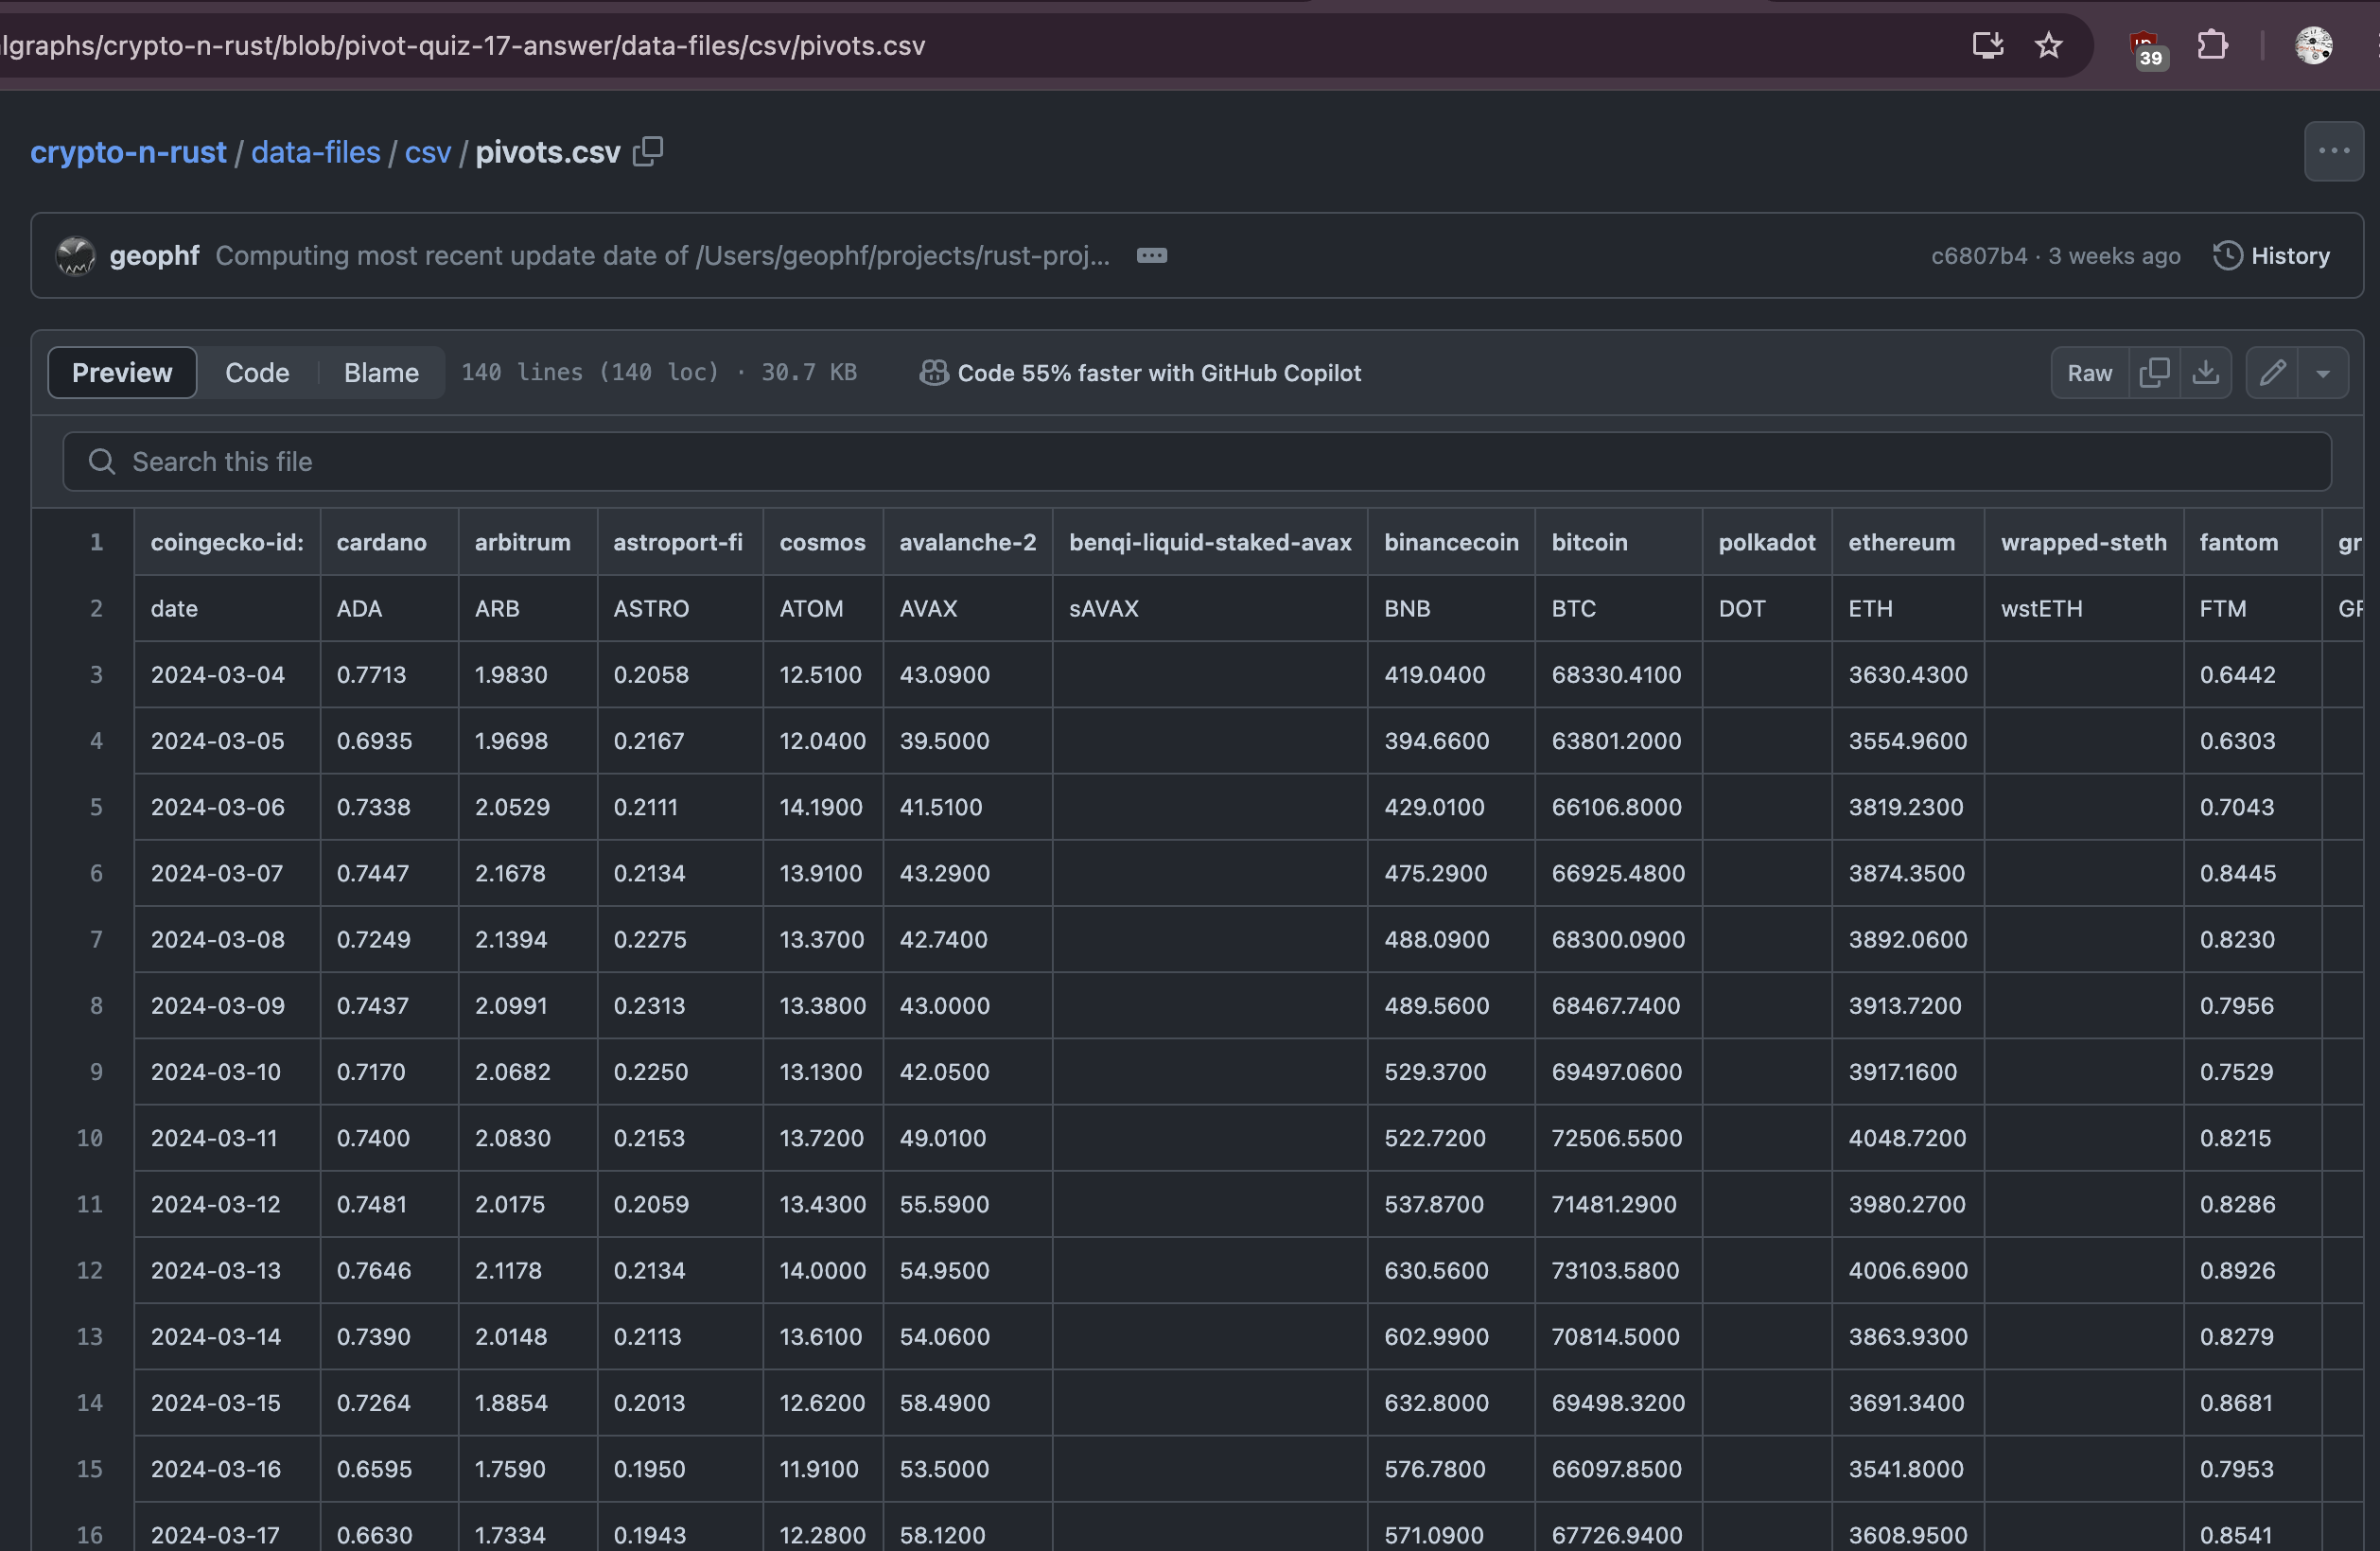 lgraphs/crypto-n-rust/blob/pivot-quiz-17-answer/data-files/csv/pivots.csv
39
crypto-n-rust / data-files / csv / pivots.csv
geophf Computing most recent update date of /Users/geophf/projects/rust-proj... c6807b4 · 3 weeks ago History
Preview Code Blame 140 lines (140 loc) · 30.7 KB Code 55% faster with GitHub Copilot Raw
Search this file
1 coingecko-id: cardano arbitrum astroport-fi cosmos avalanche-2 benqi-liquid-staked-avax binancecoin bitcoin polkadot ethereum wrapped-steth fantom gr
2 date ADA ARB ASTRO ATOM AVAX sAVAX BNB BTC DOT ETH wstETH FTM
3 2024-03-04 0.7713 1.9830 0.2058 12.5100 43.0900 419.0400 68330.4100 3630.4300 0.6442
4 2024-03-05 0.6935 1.9698 0.2167 12.0400 39.5000 394.6600 63801.2000 3554.9600 0.6303
5 2024-03-06 0.7338 2.0529 0.2111 14.1900 41.5100 429.0100 66106.8000 3819.2300 0.7043
6 2024-03-07 0.7447 2.1678 0.2134 13.9100 43.2900 475.2900 66925.4800 3874.3500 0.8445
7 2024-03-08 0.7249 2.1394 0.2275 13.3700 42.7400 488.0900 68300.0900 3892.0600 0.8230
8 2024-03-09 0.7437 2.0991 0.2313 13.3800 43.0000 489.5600 68467.7400 3913.7200 0.7956
9 2024-03-10 0.7170 2.0682 0.2250 13.1300 42.0500 529.3700 69497.0600 3917.1600 0.7529
10 2024-03-11 0.7400 2.0830 0.2153 13.7200 49.0100 522.7200 72506.5500 4048.7200 0.8215
11 2024-03-12 0.7481 2.0175 0.2059 13.4300 55.5900 537.8700 71481.2900 3980.2700 0.8286
12 2024-03-13 0.7646 2.1178 0.2134 14.0000 54.9500 630.5600 73103.5800 4006.6900 0.8926
13 2024-03-14 0.7390 2.0148 0.2113 13.6100 54.0600 602.9900 70814.5000 3863.9300 0.8279
14 2024-03-15 0.7264 1.8854 0.2013 12.6200 58.4900 632.8000 69498.3200 3691.3400 0.8681
15 2024-03-16 0.6595 1.7590 0.1950 11.9100 53.5000 576.7800 66097.8500 3541.8000 0.7953
16 2024-03-17 0.6630 1.7334 0.1943 12.2800 58.1200 571.0900 67726.9400 3608.9500 0.8541